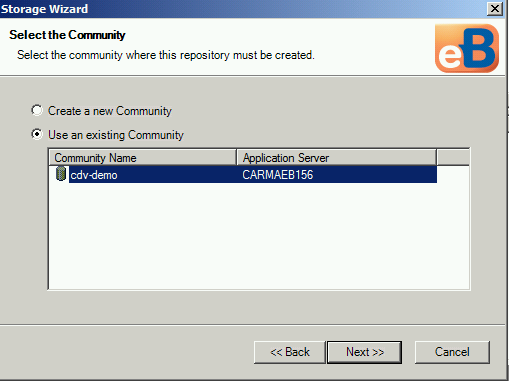 Storage Wizard
Select the Community
Select the community where this repository must be created.
eB
Create a new Community
Use an existing Community
Community Name Application Server
cdv-demo CARMAEB156
<< Back Next >> Cancel